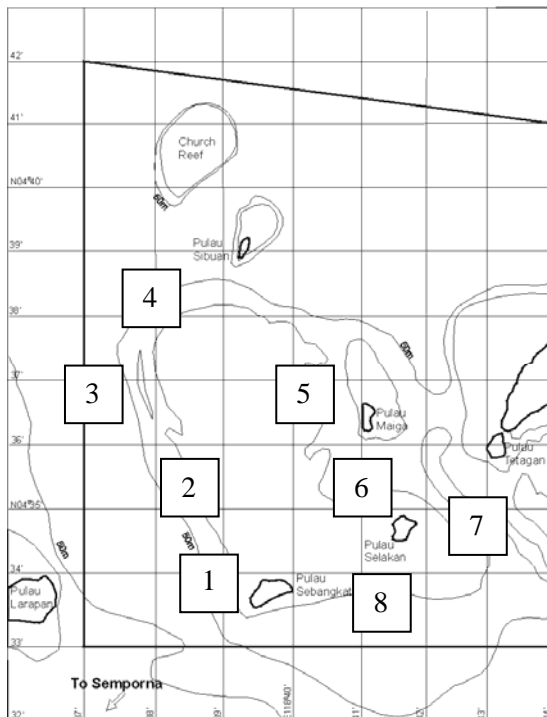 42'
41'
Church
Reef
N04°40'
50m
39'
Pulau
Sibuan
4
38'
50m
37'
3
5
Pulau
Maiga
36'
Pulau
Tetagan
2
6
N04°35'
7
Pulau
Selakan
50m
50m
34'
1
Pulau
Sebangkat
8
Pulau
Larapan
33'
To Semporna
32'
E118°40'